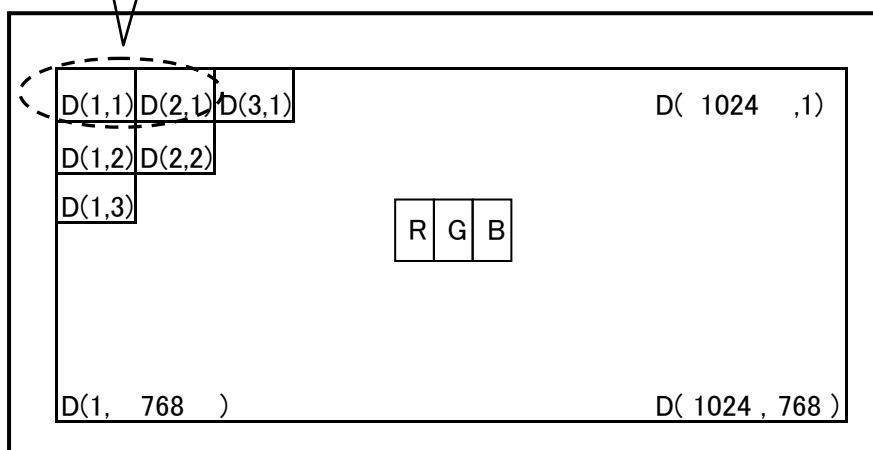 D(1,1) D(2,1) D(3,1) D( 1024 ,1)
D(1,2) D(2,2)
D(1,3)
R G B
D(1, 768 ) D( 1024 , 768 )